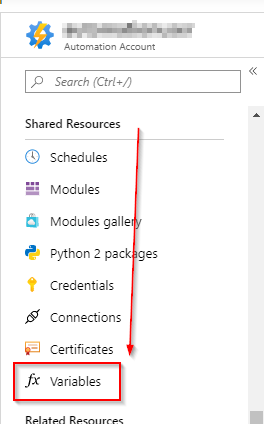 Automation Account
Search (Ctrl+/)
Shared Resources
Schedules
Modules
Modules gallery
Python 2 packages
Credentials
Connections
Certificates
fx Variables
Related Resources